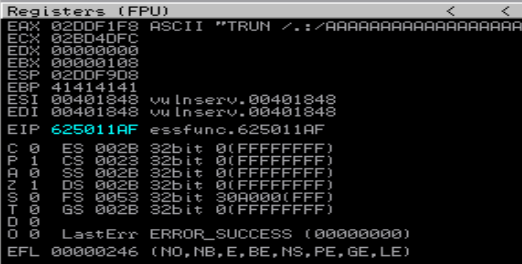 Registers (FPU) < <
EAX 02DDF1F8 ASCII "TRUN /.:/AAAAAAAAAAAAAAAAAAA
ECX 02BD4DFC
EDX 00000000
EBX 00000108
ESP 02DDF9D8
EBP 41414141
ESI 00401848 vulnserv.00401848
EDI 00401848 vulnserv.00401848
EIP 625011AF essfunc.625011AF
C 0 ES 002B 32bit 0(FFFFFFFF)
P 1 CS 0023 32bit 0(FFFFFFFF)
A 0 SS 002B 32bit 0(FFFFFFFF)
Z 1 DS 002B 32bit 0(FFFFFFFF)
S 0 FS 0053 32bit 30A000(FFF)
T 0 GS 002B 32bit 0(FFFFFFFF)
D 0
O 0 LastErr ERROR_SUCCESS (00000000)
EFL 00000246 (NO,NB,E,BE,NS,PE,GE,LE)